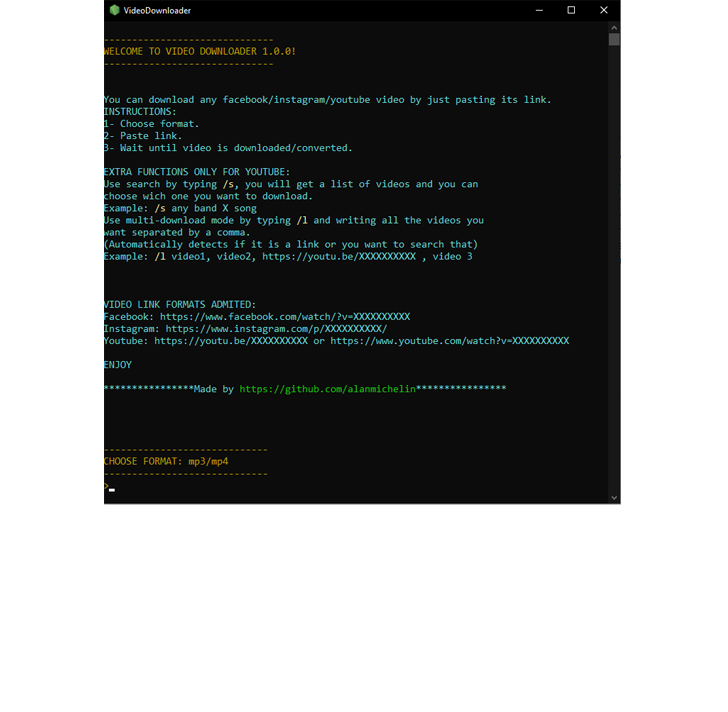 VideoDownloader
------------------------------
WELCOME TO VIDEO DOWNLOADER 1.0.0!
------------------------------
You can download any facebook/instagram/youtube video by just pasting its link.
INSTRUCTIONS:
1- Choose format.
2- Paste link.
3- Wait until video is downloaded/converted.
EXTRA FUNCTIONS ONLY FOR YOUTUBE:
Use search by typing /s, you will get a list of videos and you can
choose wich one you want to download.
Example: /s any band X song
Use multi-download mode by typing /l and writing all the videos you
want separated by a comma.
(Automatically detects if it is a link or you want to search that)
Example: /l video1, video2, https://youtu.be/XXXXXXXXXX , video 3
VIDEO LINK FORMATS ADMITED:
Facebook: https://www.facebook.com/watch/?v=XXXXXXXXXX
Instagram: https://www.instagram.com/p/XXXXXXXXXX/
Youtube: https://youtu.be/XXXXXXXXXX or https://www.youtube.com/watch?v=XXXXXXXXXX
ENJOY
****************Made by https://github.com/alanmichelin****************
-----------------------------
CHOOSE FORMAT: mp3/mp4
-----------------------------
>